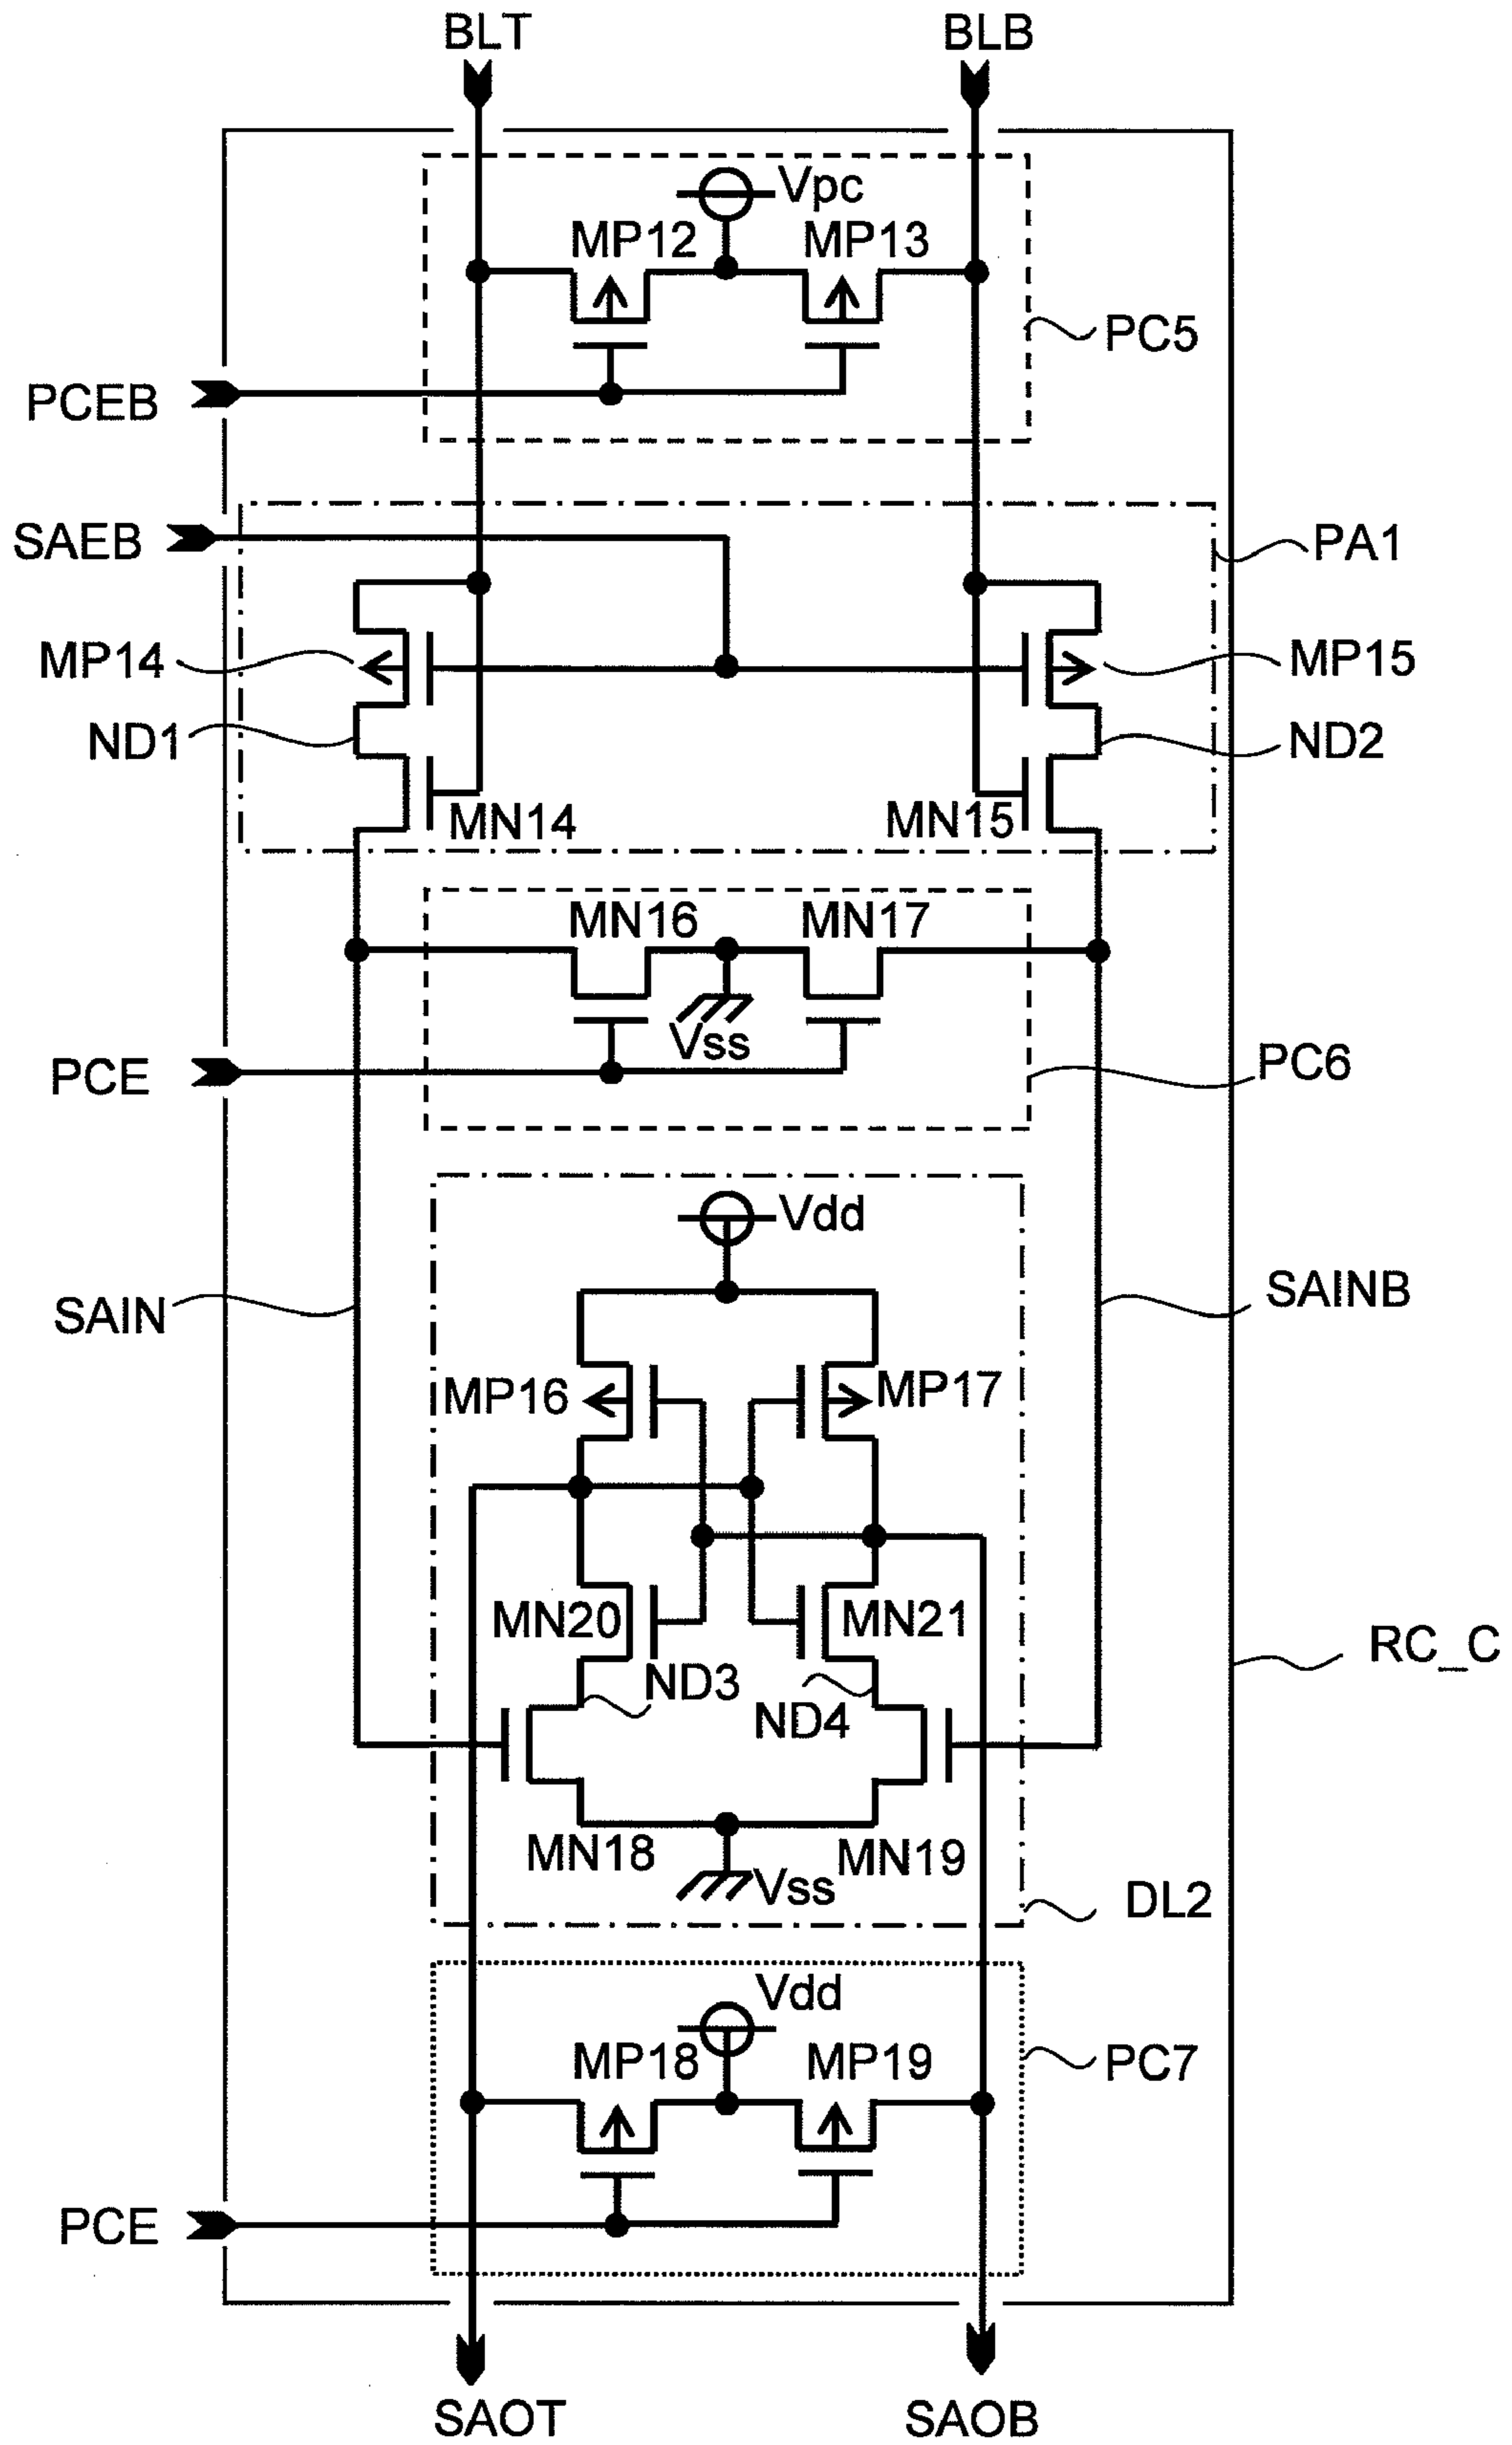 BLT
BLB
Vpc
MP12
MP13
PC5
PCEB
SAEB
PA1
MP14
MP15
ND1
ND2
MN14
MN15
MN16
MN17
Vss
PCE
PC6
Vdd
SAIN
SAINB
MP16
MP17
MN20
MN21
RC_C
ND3
ND4
MN18
MN19
Vss
DL2
Vdd
MP18
MP19
PC7
PCE
SAOT
SAOB